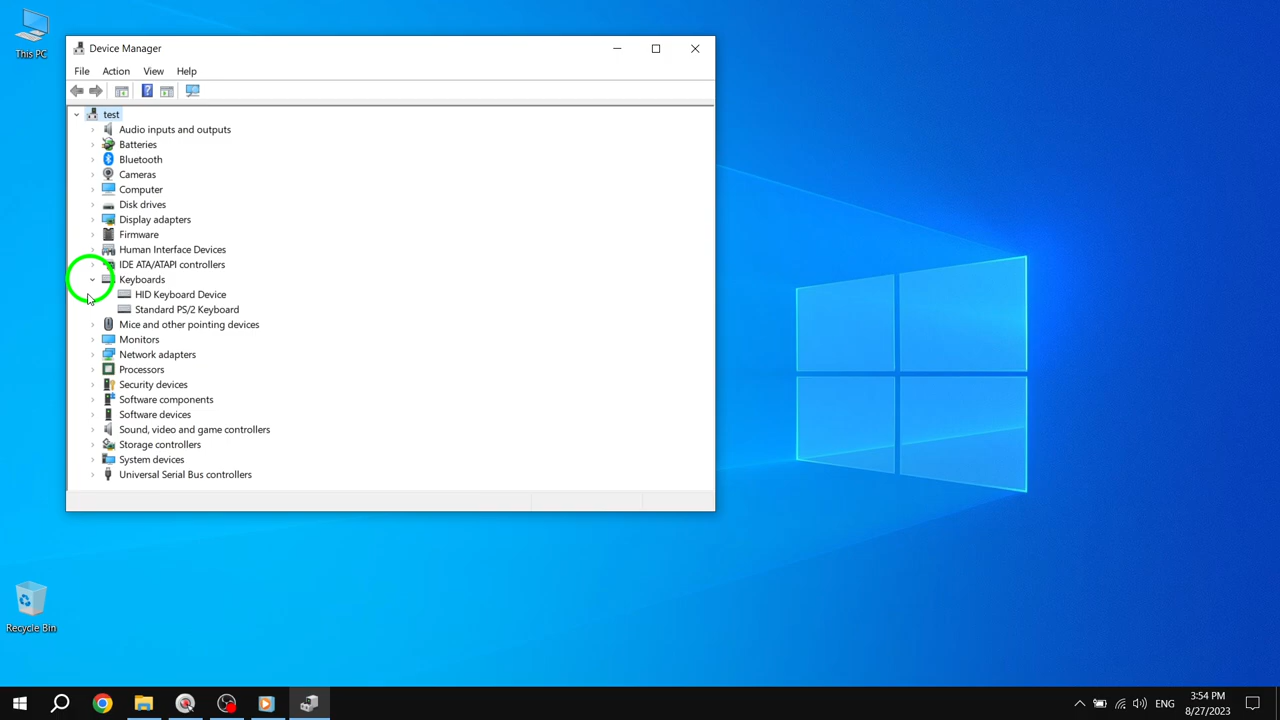 This PC
Device Manager
File Action View Help
test
Audio inputs and outputs
Batteries
Bluetooth
Cameras
Computer
Disk drives
Display adapters
Firmware
Human Interface Devices
IDE ATA/ATAPI controllers
Keyboards
HID Keyboard Device
Standard PS/2 Keyboard
Mice and other pointing devices
Monitors
Network adapters
Processors
Security devices
Software components
Software devices
Sound, video and game controllers
Storage controllers
System devices
Universal Serial Bus controllers
Recycle Bin
ENG
3:54 PM
8/27/2023